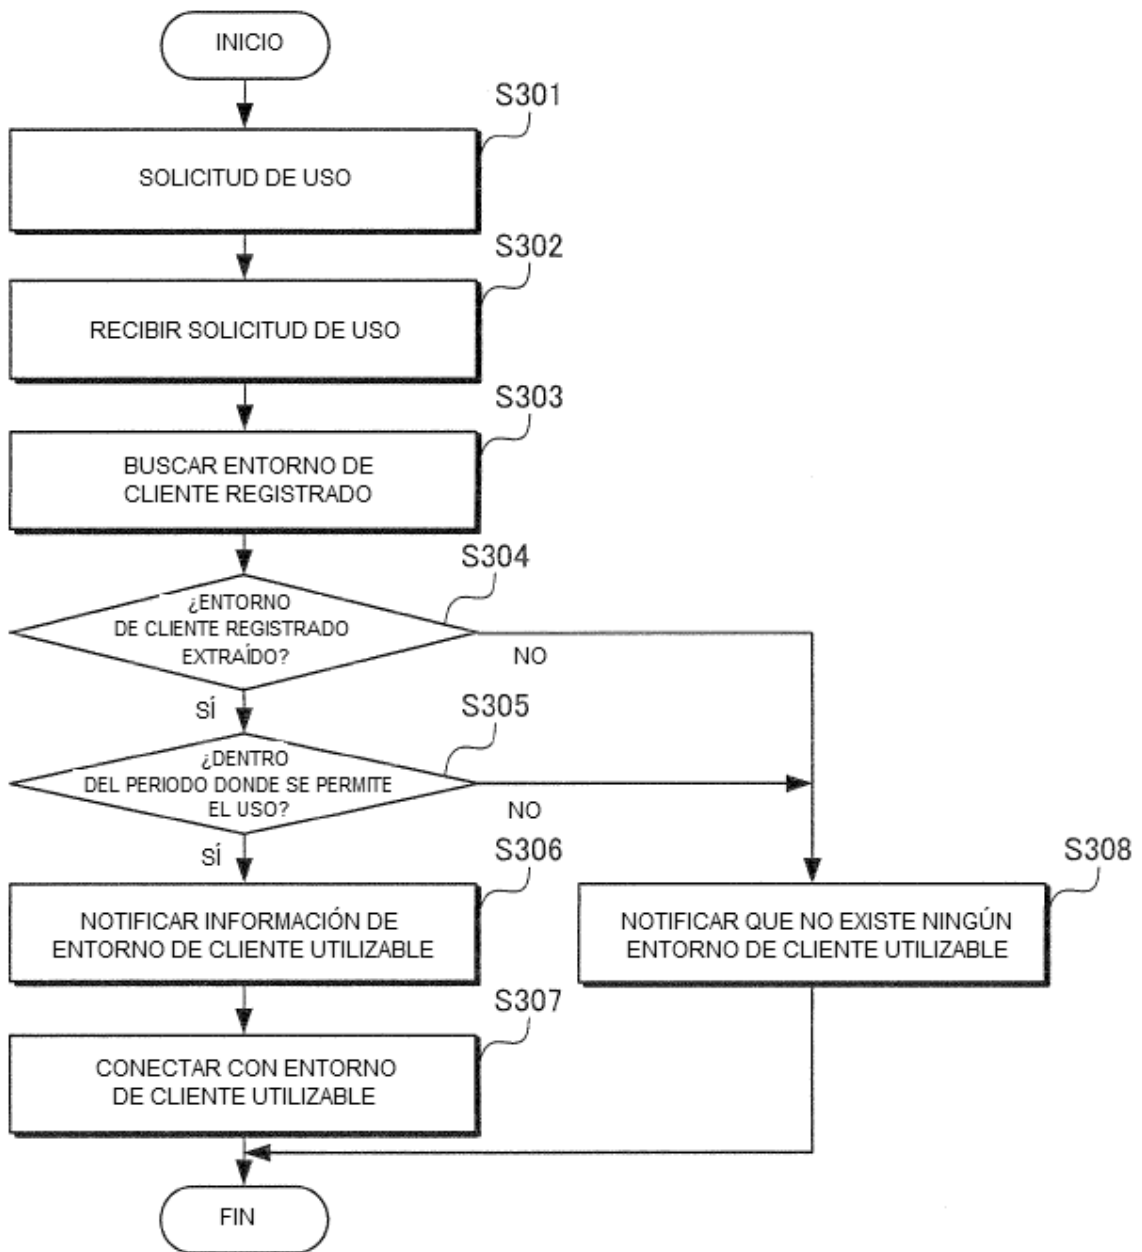 INICIO
S301
SOLICITUD DE USO
S302
RECIBIR SOLICITUD DE USO
S303
BUSCAR ENTORNO DE
CLIENTE REGISTRADO
S304
¿ENTORNO
DE CLIENTE REGISTRADO
EXTRAÍDO?
NO
SÍ
S305
¿DENTRO
DEL PERIODO DONDE SE PERMITE
EL USO?
NO
SÍ
S306
NOTIFICAR INFORMACIÓN DE
ENTORNO DE CLIENTE UTILIZABLE
S308
NOTIFICAR QUE NO EXISTE NINGÚN
ENTORNO DE CLIENTE UTILIZABLE
S307
CONECTAR CON ENTORNO
DE CLIENTE UTILIZABLE
FIN